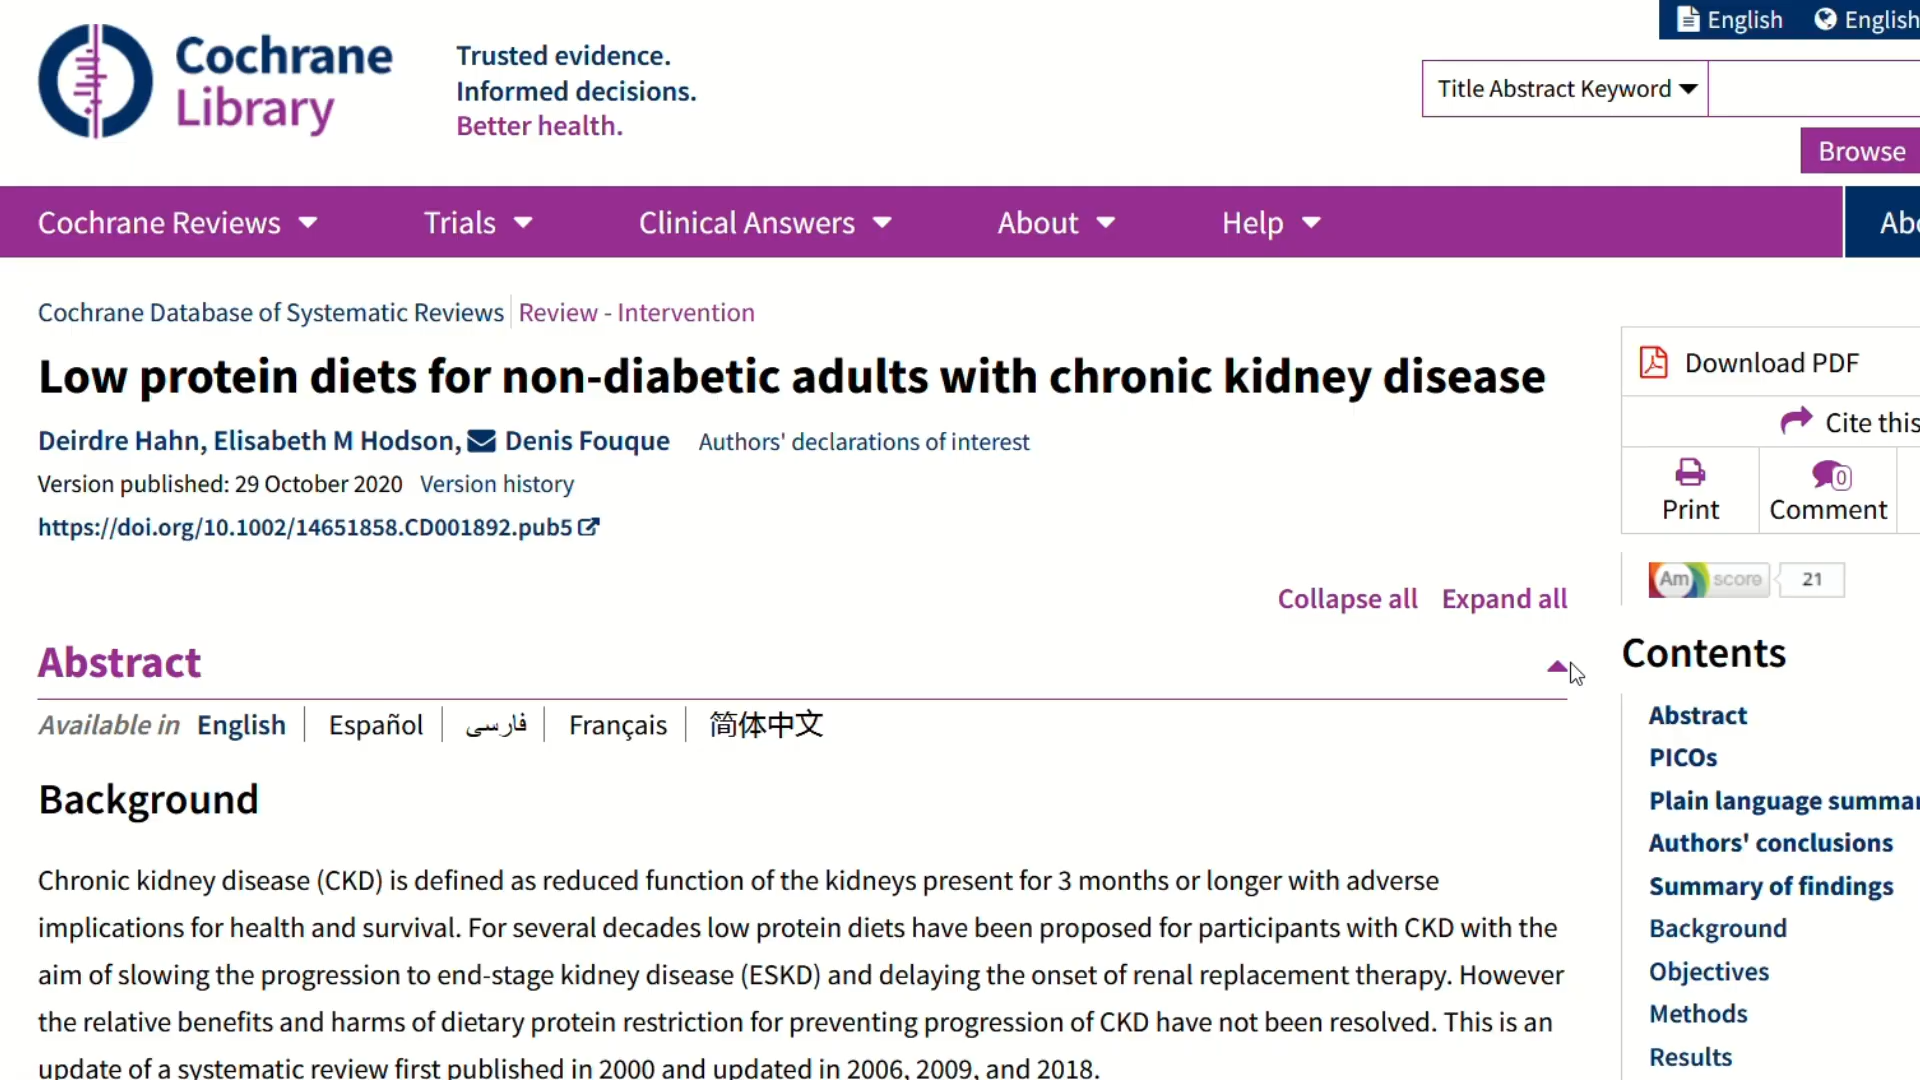 English English
Cochrane
Library
Trusted evidence.
Informed decisions.
Better health.
Title Abstract Keyword
Browse
Cochrane Reviews Trials Clinical Answers About Help
Cochrane Database of Systematic Reviews Review - Intervention
Low protein diets for non-diabetic adults with chronic kidney disease
Deirdre Hahn, Elisabeth M Hodson, Denis Fouque Authors' declarations of interest
Version published: 29 October 2020 Version history
https://doi.org/10.1002/14651858.CD001892.pub5
Collapse all Expand all
Abstract
Available in English Español فارسی Français 简体中文
Background
Chronic kidney disease (CKD) is defined as reduced function of the kidneys present for 3 months or longer with adverse
implications for health and survival. For several decades low protein diets have been proposed for participants with CKD with the
aim of slowing the progression to end-stage kidney disease (ESKD) and delaying the onset of renal replacement therapy. However
the relative benefits and harms of dietary protein restriction for preventing progression of CKD have not been resolved. This is an
update of a systematic review first published in 2000 and updated in 2006, 2009, and 2018.
Download PDF
Cite this
Print Comment
0
Am score 21
Contents
Abstract
PICOs
Plain language summar
Authors' conclusions
Summary of findings
Background
Objectives
Methods
Results